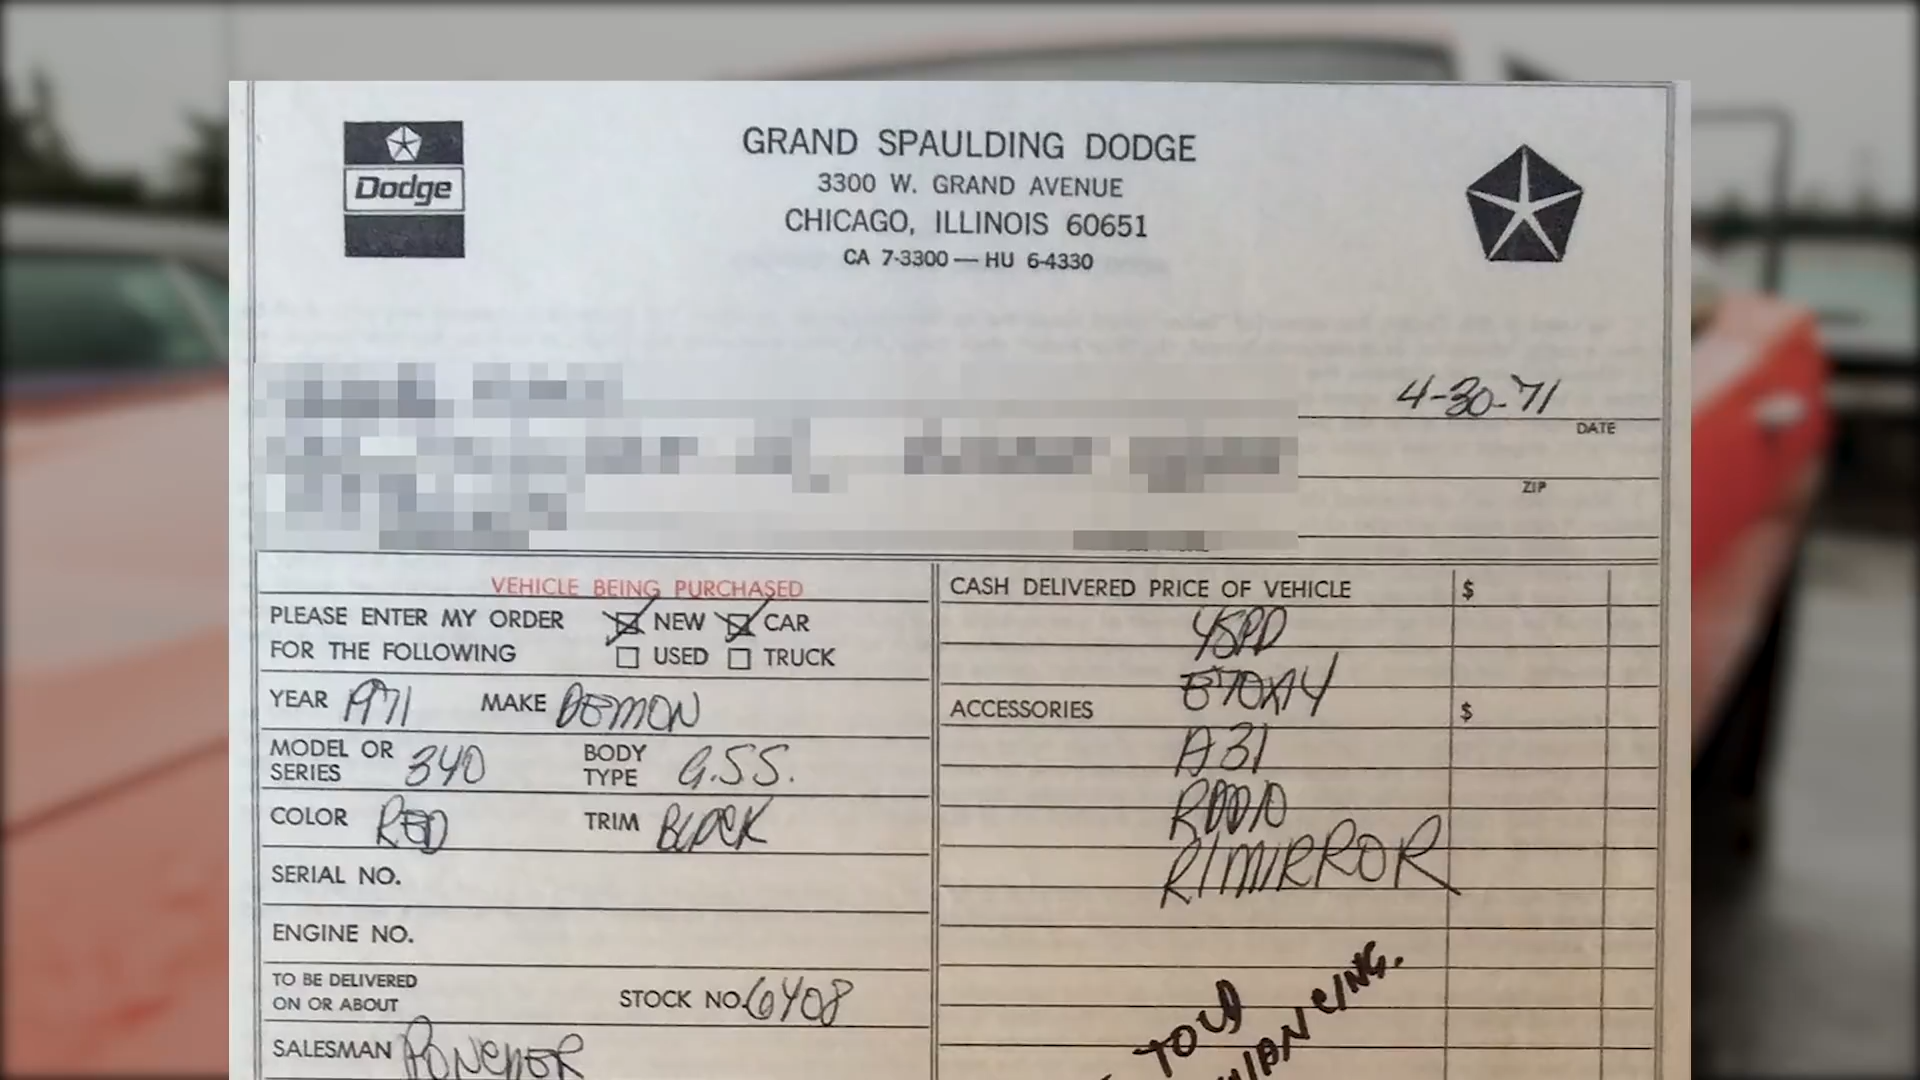 Dodge
GRAND SPAULDING DODGE
3300 W. GRAND AVENUE
CHICAGO, ILLINOIS 60651
CA 7-3300 — HU 6-4330
4-30-71
DATE
ZIP
VEHICLE BEING PURCHASED
PLEASE ENTER MY ORDER NEW CAR
FOR THE FOLLOWING USED TRUCK
YEAR 1971 MAKE DEMON
MODEL OR SERIES 340 BODY TYPE G.S.S.
COLOR RED TRIM BLACK
SERIAL NO.
ENGINE NO.
TO BE DELIVERED
ON OR ABOUT STOCK NO. 6408
SALESMAN
CASH DELIVERED PRICE OF VEHICLE $
4SPD
E70X14
ACCESSORIES $
A31
RADIO
R/MIRROR
TOLD